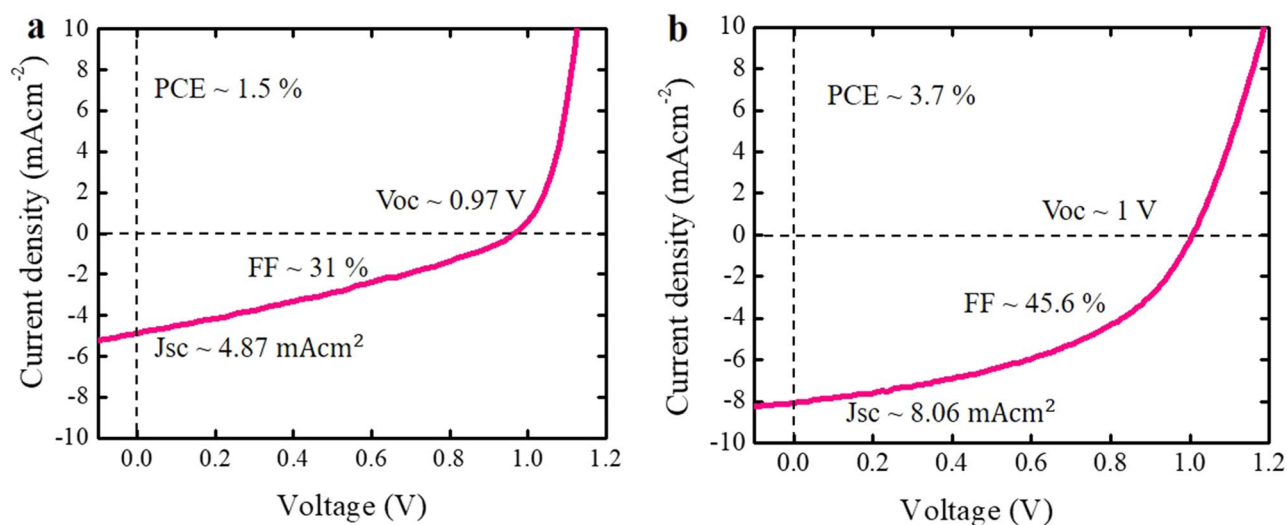 a
10
8
6
4
2
0
-2
-4
-6
-8
-10
Current density (mAcm⁻²)
PCE ~ 1.5 %
Voc ~ 0.97 V
FF ~ 31 %
Jsc ~ 4.87 mAcm²
0.0 0.2 0.4 0.6 0.8 1.0 1.2
Voltage (V)
b
10
8
6
4
2
0
-2
-4
-6
-8
-10
Current density (mAcm⁻²)
PCE ~ 3.7 %
Voc ~ 1 V
FF ~ 45.6 %
Jsc ~ 8.06 mAcm²
0.0 0.2 0.4 0.6 0.8 1.0 1.2
Voltage (V)